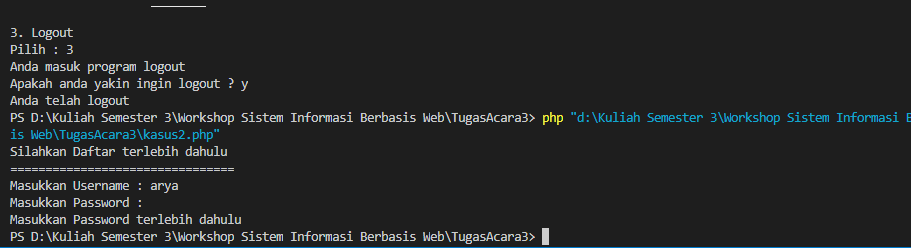 3. Logout
Pilih : 3
Anda masuk program logout
Apakah anda yakin ingin logout ? y
Anda telah logout
PS D:\Kuliah Semester 3\Workshop Sistem Informasi Berbasis Web\TugasAcara3> php "d:\Kuliah Semester 3\Workshop Sistem Informasi B
is Web\TugasAcara3\kasus2.php"
Silahkan Daftar terlebih dahulu
================================
Masukkan Username : arya
Masukkan Password :
Masukkan Password terlebih dahulu
PS D:\Kuliah Semester 3\Workshop Sistem Informasi Berbasis Web\TugasAcara3>